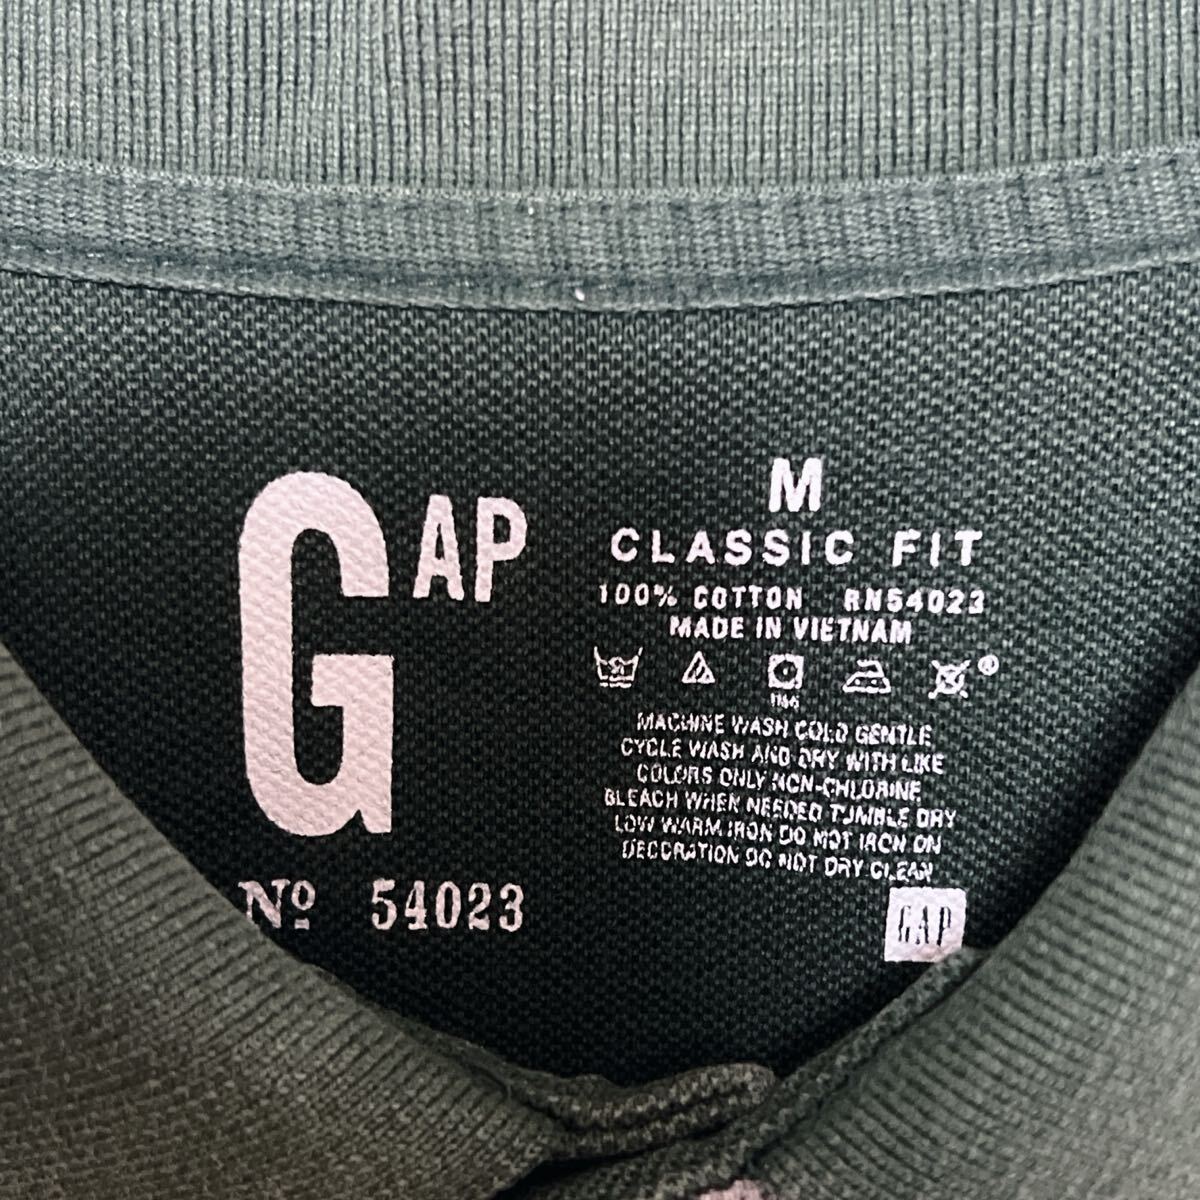 GAP
No 54023
M
CLASSIC FIT
100% COTTON RN54023
MADE IN VIETNAM
®
MACHINE WASH COLD GENTLE
CYCLE WASH AND DRY WITH LIKE
COLORS ONLY NON-CHLORINE
BLEACH WHEN NEEDED TUMBLE DRY
LOW WARM IRON DO NOT IRON ON
DECORATION DO NOT DRY CLEAN
GAP